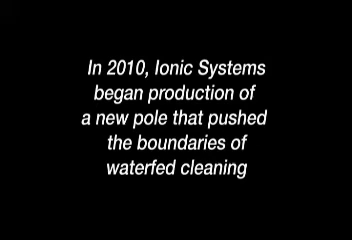 In 2010, Ionic Systems
began production of
a new pole that pushed
the boundaries of
waterfed cleaning